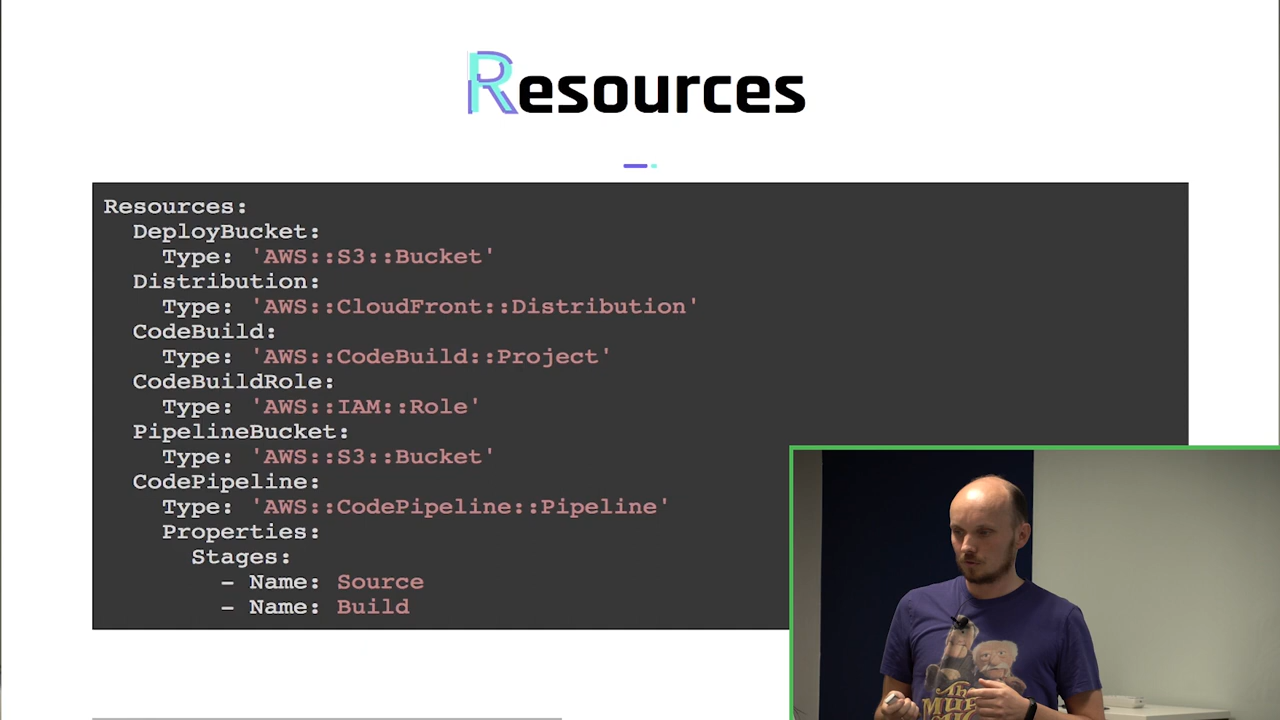 Resources
Resources:
  DeployBucket:
    Type: 'AWS::S3::Bucket'
  Distribution:
    Type: 'AWS::CloudFront::Distribution'
  CodeBuild:
    Type: 'AWS::CodeBuild::Project'
  CodeBuildRole:
    Type: 'AWS::IAM::Role'
  PipelineBucket:
    Type: 'AWS::S3::Bucket'
  CodePipeline:
    Type: 'AWS::CodePipeline::Pipeline'
    Properties:
      Stages:
        - Name: Source
        - Name: Build
The